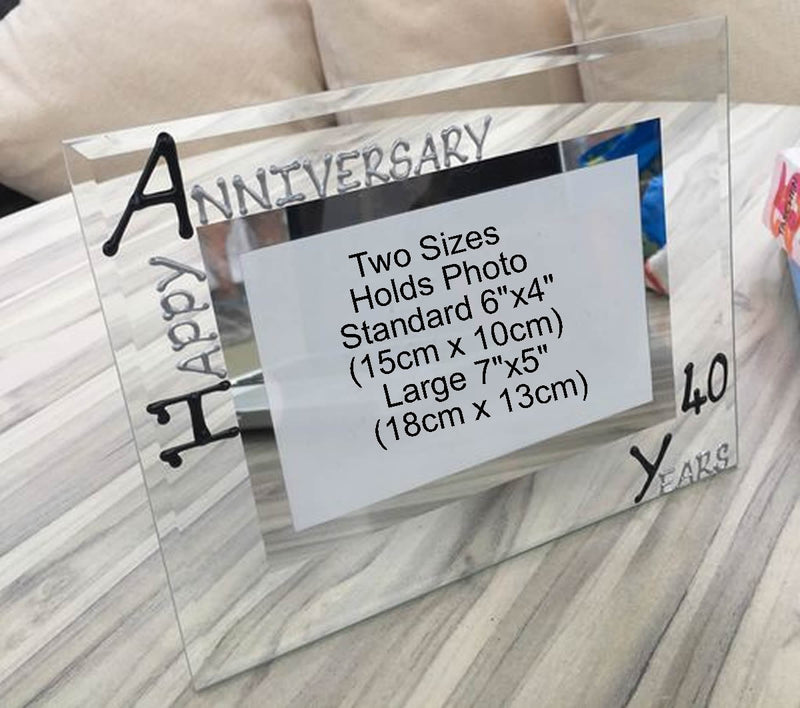 ANNIVERSARY
HAPPY
Two Sizes
Holds Photo
Standard 6"x4"
(15cm x 10cm)
Large 7"x5"
(18cm x 13cm)
40
YEARS